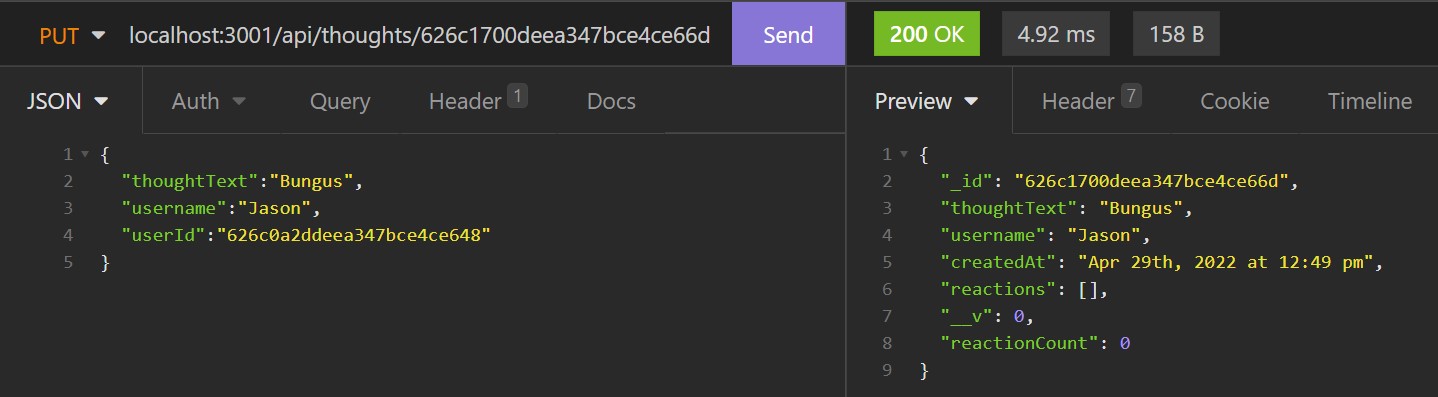 PUT localhost:3001/api/thoughts/626c1700deea347bce4ce66d Send 200 OK 4.92 ms 158 B
JSON Auth Query Header 1 Docs Preview Header 7 Cookie Timeline
1 {
2 "thoughtText":"Bungus",
3 "username":"Jason",
4 "userId":"626c0a2ddeea347bce4ce648"
5 }
1 {
2 "_id": "626c1700deea347bce4ce66d",
3 "thoughtText": "Bungus",
4 "username": "Jason",
5 "createdAt": "Apr 29th, 2022 at 12:49 pm",
6 "reactions": [],
7 "__v": 0,
8 "reactionCount": 0
9 }